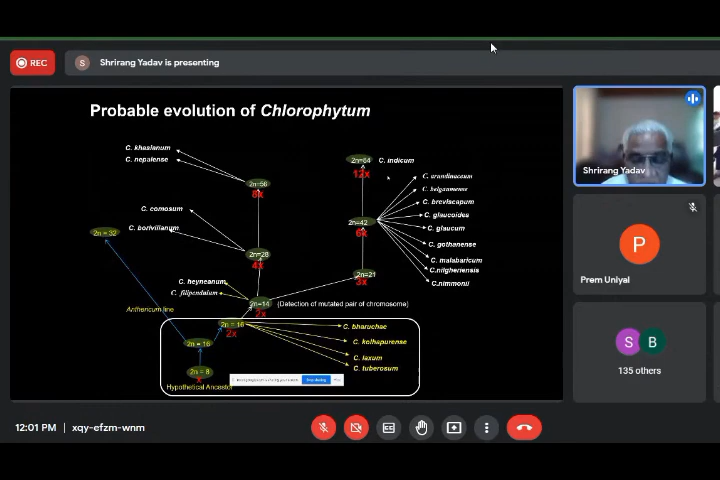 REC
S
Shrirang Yadav is presenting
Probable evolution of Chlorophytum
C. khasianum
C. nepalense
2n=56
8x
2n=84
C. indicum
12x
C. arundinaceum
C. belgaumense
C. breviscapum
C. glaucoides
C. glaucum
C. gothanense
C. malabaricum
C.nilgheriensis
C.nimmonii
2n=42
6x
C. comosum
C. borivilianum
2n = 32
2n=28
4x
2n=21
3x
C. heyneanum
C. filipendulum
2n=14
2x
(Detection of mutated pair of chromosome)
Anthericum line
2n = 16
2x
C. bharuchae
C. kolhapurense
C. laxum
C. tuberosum
2n = 16
2n = 8
x
Hypothetical Ancestor
Shrirang Yadav
P
Prem Uniyal
S
B
135 others
12:01 PM
xqy-efzm-wnm